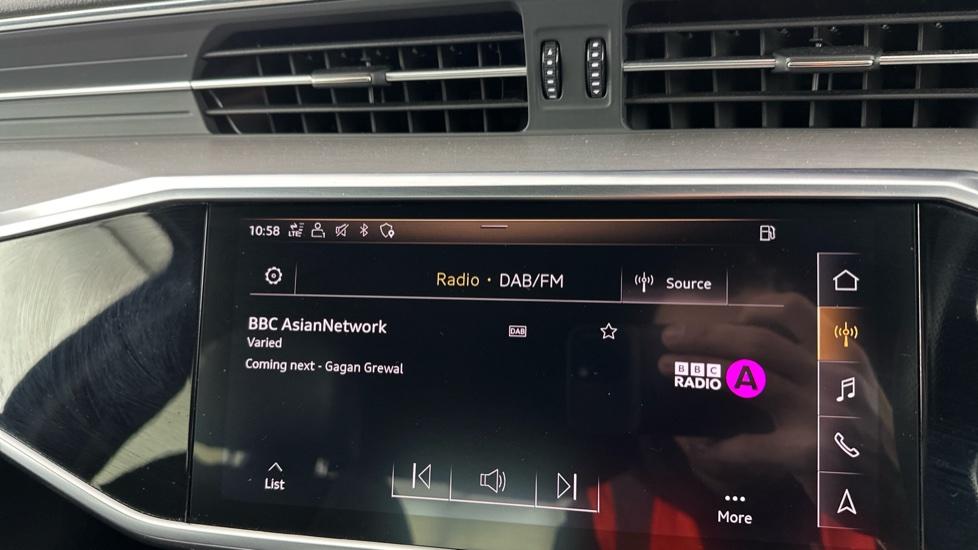 10:58 LTE
Radio · DAB/FM
Source
BBC AsianNetwork
DAB
Varied
Coming next - Gagan Grewal
BBC
RADIO A
List
More